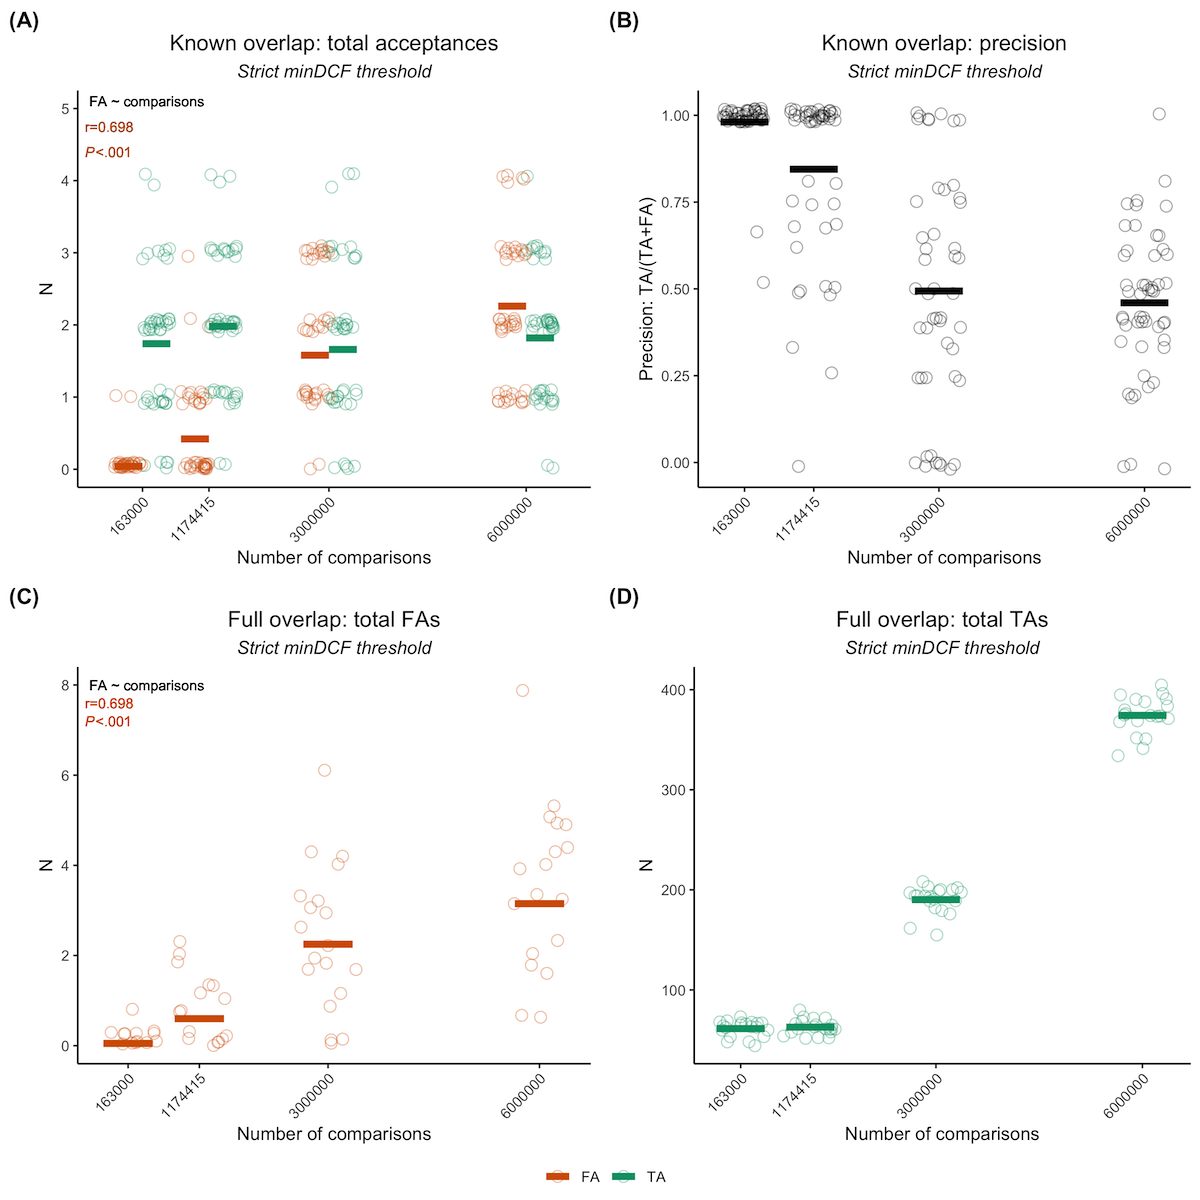 (A)
Known overlap: total acceptances
Strict minDCF threshold
FA ~ comparisons
r=0.698
P<.001
5
4
3
2
1
0
N
163000
1174415
3000000
6000000
Number of comparisons
(B)
Known overlap: precision
Strict minDCF threshold
1.00
0.75
0.50
0.25
0.00
Precision: TA/(TA+FA)
163000
1174415
3000000
6000000
Number of comparisons
(C)
Full overlap: total FAs
Strict minDCF threshold
FA ~ comparisons
r=0.698
P<.001
8
6
4
2
0
N
163000
1174415
3000000
6000000
Number of comparisons
(D)
Full overlap: total TAs
Strict minDCF threshold
400
300
200
100
N
163000
1174415
3000000
6000000
Number of comparisons
FA TA